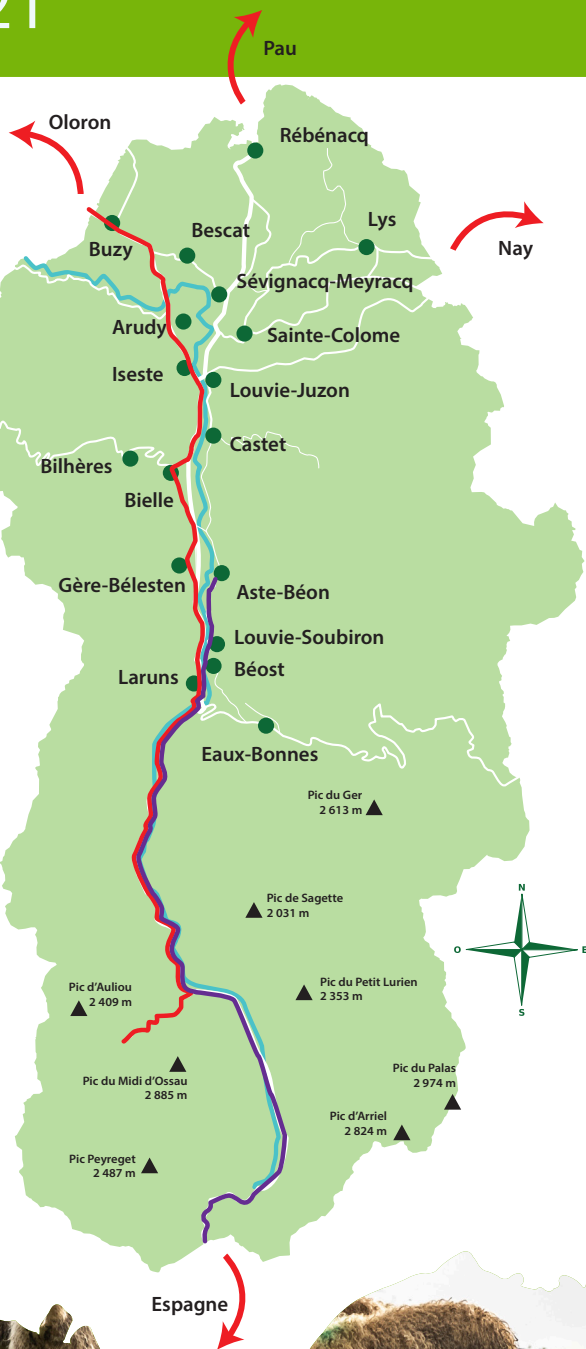 21
Pau
Oloron
Rébénacq
Lys
Bescat
Buzy
Nay
Sévignacq-Meyracq
Arudy
Sainte-Colome
Iseste
Louvie-Juzon
Castet
Bilhères
Bielle
Gère-Bélesten
Aste-Béon
Louvie-Soubiron
Béost
Laruns
Eaux-Bonnes
Pic du Ger
2 613 m
N
Pic de Sagette
2 031 m
O
E
S
Pic d'Auliou
2 409 m
Pic du Petit Lurien
2 353 m
Pic du Midi d'Ossau
2 885 m
Pic du Palas
2 974 m
Pic d'Arriel
2 824 m
Pic Peyreget
2 487 m
Espagne